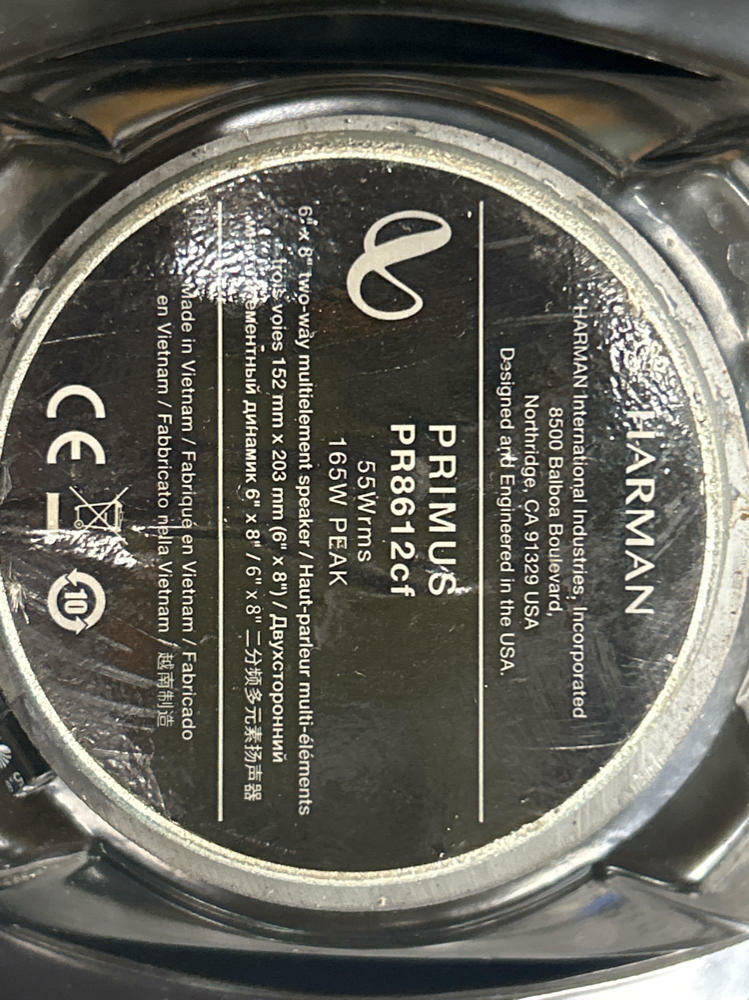 HARMAN
HARMAN International Industries, Incorporated
8500 Balboa Boulevard,
Northridge, CA 91329 USA
Designed and Engineered in the USA.
PRIMUS
PR8612cf
55Wrms
165W PEAK
6" x 8" two-way multielement speaker / Haut-parleur multi-éléments
trois voies 152 mm x 203 mm (6" x 8") / Двухсторонний
динамик 6" x 8" / 6" x 8" 二分频多元素扬声器
Made in Vietnam / Fabriqué en Vietnam / Fabricado
en Vietnam / Fabbricato nella Vietnam / 越南制造
CE
10